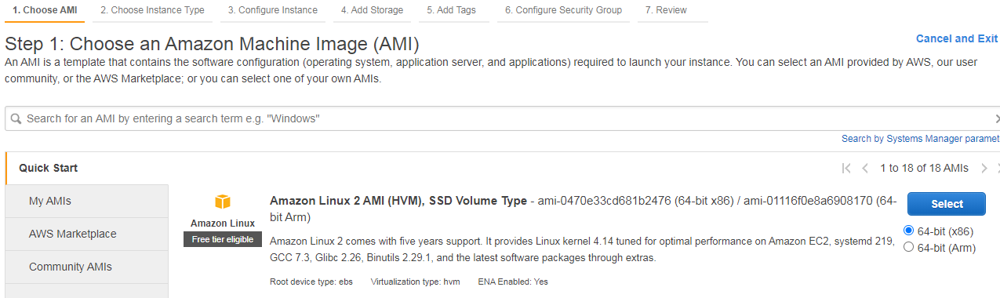 1. Choose AMI 2. Choose Instance Type 3. Configure Instance 4. Add Storage 5. Add Tags 6. Configure Security Group 7. Review
Step 1: Choose an Amazon Machine Image (AMI)
Cancel and Exit
An AMI is a template that contains the software configuration (operating system, application server, and applications) required to launch your instance. You can select an AMI provided by AWS, our user
community, or the AWS Marketplace; or you can select one of your own AMIs.
Search for an AMI by entering a search term e.g. "Windows"
Search by Systems Manager paramet
Quick Start
1 to 18 of 18 AMIs
My AMIs
AWS Marketplace
Community AMIs
Amazon Linux
Free tier eligible
Amazon Linux 2 AMI (HVM), SSD Volume Type - ami-0470e33cd681b2476 (64-bit x86) / ami-01116f0e8a6908170 (64-
bit Arm)
Amazon Linux 2 comes with five years support. It provides Linux kernel 4.14 tuned for optimal performance on Amazon EC2, systemd 219,
GCC 7.3, Glibc 2.26, Binutils 2.29.1, and the latest software packages through extras.
Root device type: ebs Virtualization type: hvm ENA Enabled: Yes
Select
64-bit (x86)
64-bit (Arm)